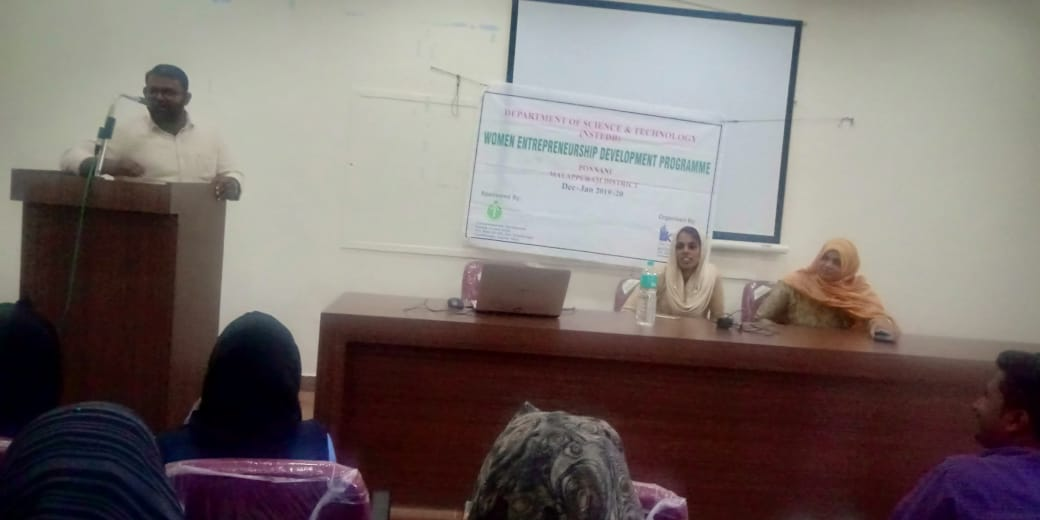 DEPARTMENT OF SCIENCE & TECHNOLOGY
(NSTEDB)
WOMEN ENTREPRENEURSHIP DEVELOPMENT PROGRAMME
PONNANI
MALAPPURAM DISTRICT
Dec-Jan 2019-20
Sponsored By:
Organised By: